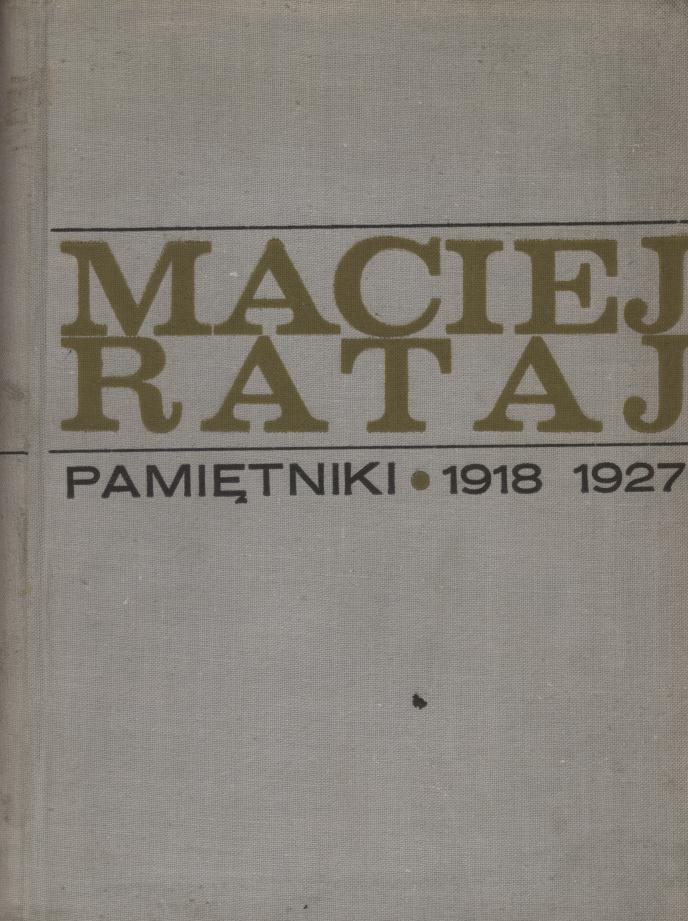 MACIEJ
RATAJ
PAMIĘTNIKI • 1918 1927